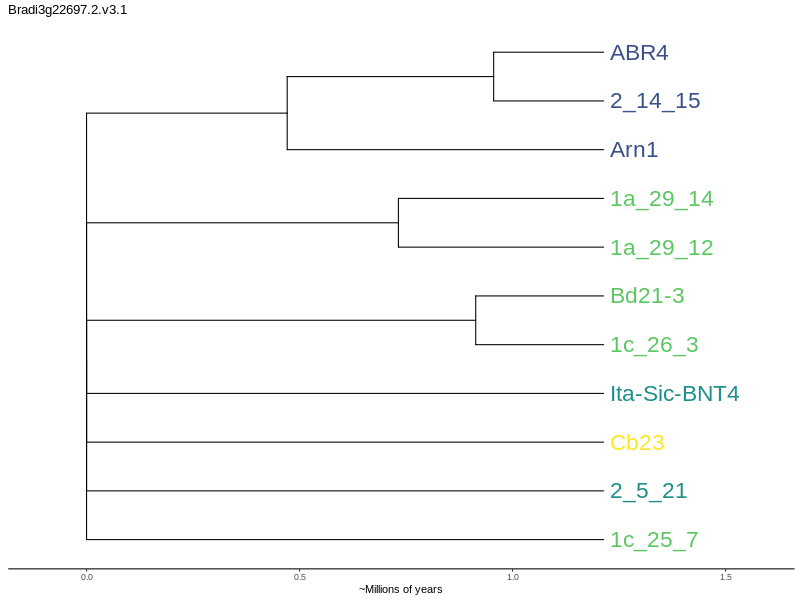 Bradi3g22697.2.v3.1
ABR4
2_14_15
Arn1
1a_29_14
1a_29_12
Bd21-3
1c_26_3
Ita-Sic-BNT4
Cb23
2_5_21
1c_25_7
0.0 0.5 1.0 1.5
~Millions of years